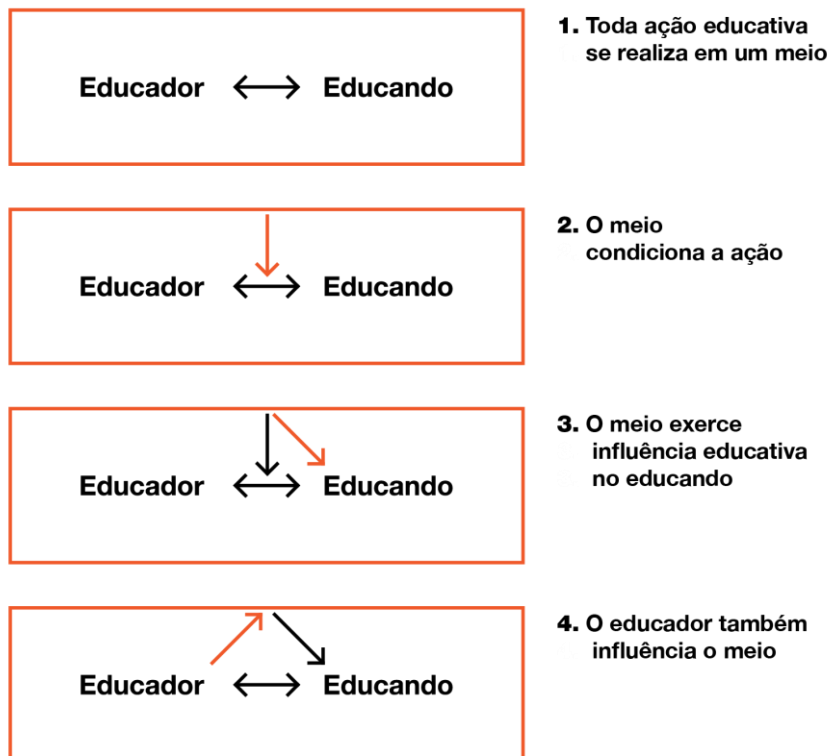 Educador Educando
1. Toda ação educativa
se realiza em um meio
Educador Educando
2. O meio
condiciona a ação
Educador Educando
3. O meio exerce
influência educativa
no educando
Educador Educando
4. O educador também
influência o meio